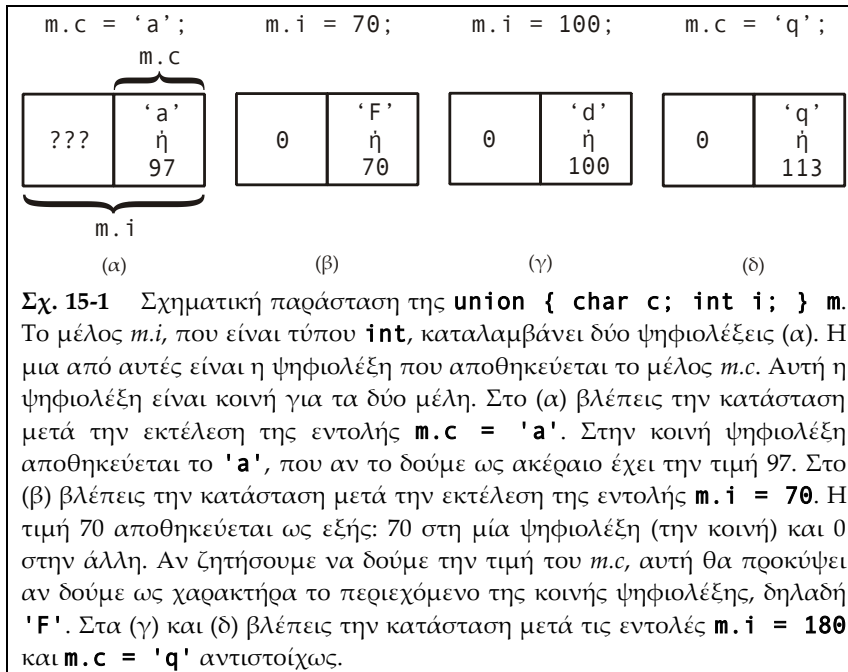 m.c = ‘a’; m.i = 70; m.i = 100; m.c = ‘q’;
m.c
??? ‘a’ ή 97 0 ‘F’ ή 70 0 ‘d’ ή 100 0 ‘q’ ή 113
m.i
(α) (β) (γ) (δ)
Σχ. 15-1 Σχηματική παράσταση της union { char c; int i; } m.
Το μέλος m.i, που είναι τύπου int, καταλαμβάνει δύο ψηφιολέξεις (α). Η
μια από αυτές είναι η ψηφιολέξη που αποθηκεύεται το μέλος m.c. Αυτή η
ψηφιολέξη είναι κοινή για τα δύο μέλη. Στο (α) βλέπεις την κατάσταση
μετά την εκτέλεση της εντολής m.c = 'a'. Στην κοινή ψηφιολέξη
αποθηκεύεται το 'a', που αν το δούμε ως ακέραιο έχει την τιμή 97. Στο
(β) βλέπεις την κατάσταση μετά την εκτέλεση της εντολής m.i = 70. Η
τιμή 70 αποθηκεύεται ως εξής: 70 στη μία ψηφιολέξη (την κοινή) και 0
στην άλλη. Αν ζητήσουμε να δούμε την τιμή του m.c, αυτή θα προκύψει
αν δούμε ως χαρακτήρα το περιεχόμενο της κοινής ψηφιολέξης, δηλαδή
'F'. Στα (γ) και (δ) βλέπεις την κατάσταση μετά τις εντολές m.i = 180
και m.c = 'q' αντιστοίχως.